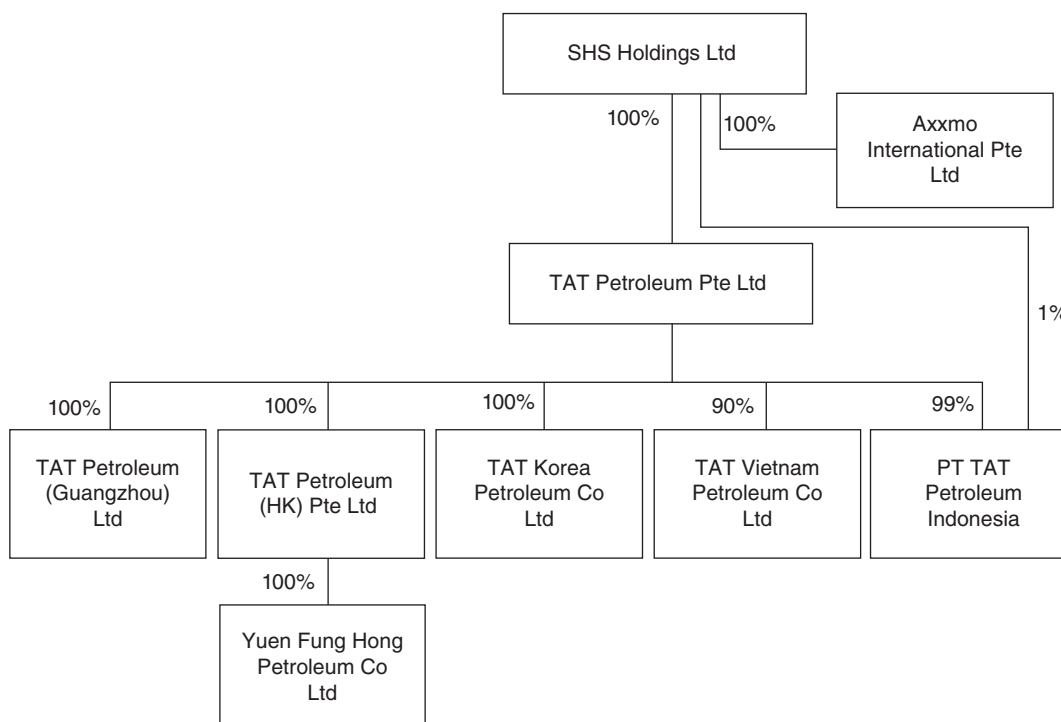 SHS Holdings Ltd
100%
100%
Axxmo
International Pte
Ltd
TAT Petroleum Pte Ltd
1%
100%
100%
100%
90%
99%
TAT Petroleum
(Guangzhou)
Ltd
TAT Petroleum
(HK) Pte Ltd
TAT Korea
Petroleum Co
Ltd
TAT Vietnam
Petroleum Co
Ltd
PT TAT
Petroleum
Indonesia
100%
Yuen Fung Hong
Petroleum Co
Ltd